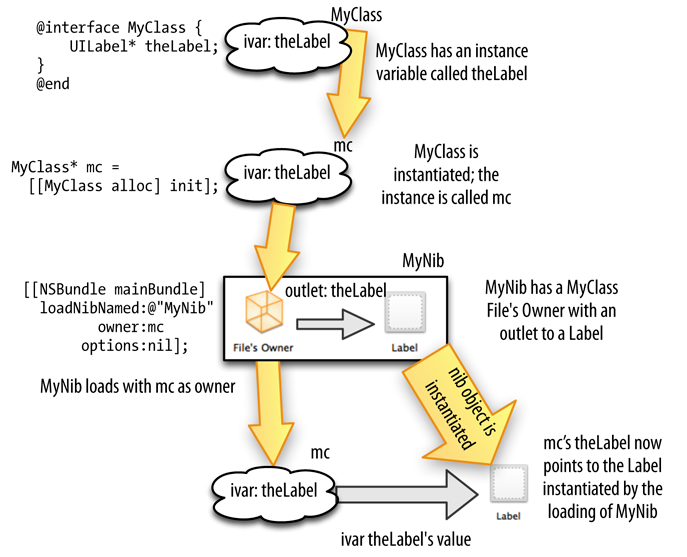 MyClass
@interface MyClass {
UILabel* theLabel;
}
@end
ivar: theLabel
MyClass has an instance
variable called theLabel
mc
MyClass* mc =
[[MyClass alloc] init];
ivar: theLabel
MyClass is
instantiated; the
instance is called mc
MyNib
[[NSBundle mainBundle]
loadNibNamed:@"MyNib"
owner:mc
options:nil];
outlet: theLabel
File's Owner
Label
MyNib has a MyClass
File's Owner with an
outlet to a Label
MyNib loads with mc as owner
nib object is
instantiated
mc
ivar: theLabel
ivar theLabel's value
Label
mc’s theLabel now
points to the Label
instantiated by the
loading of MyNib